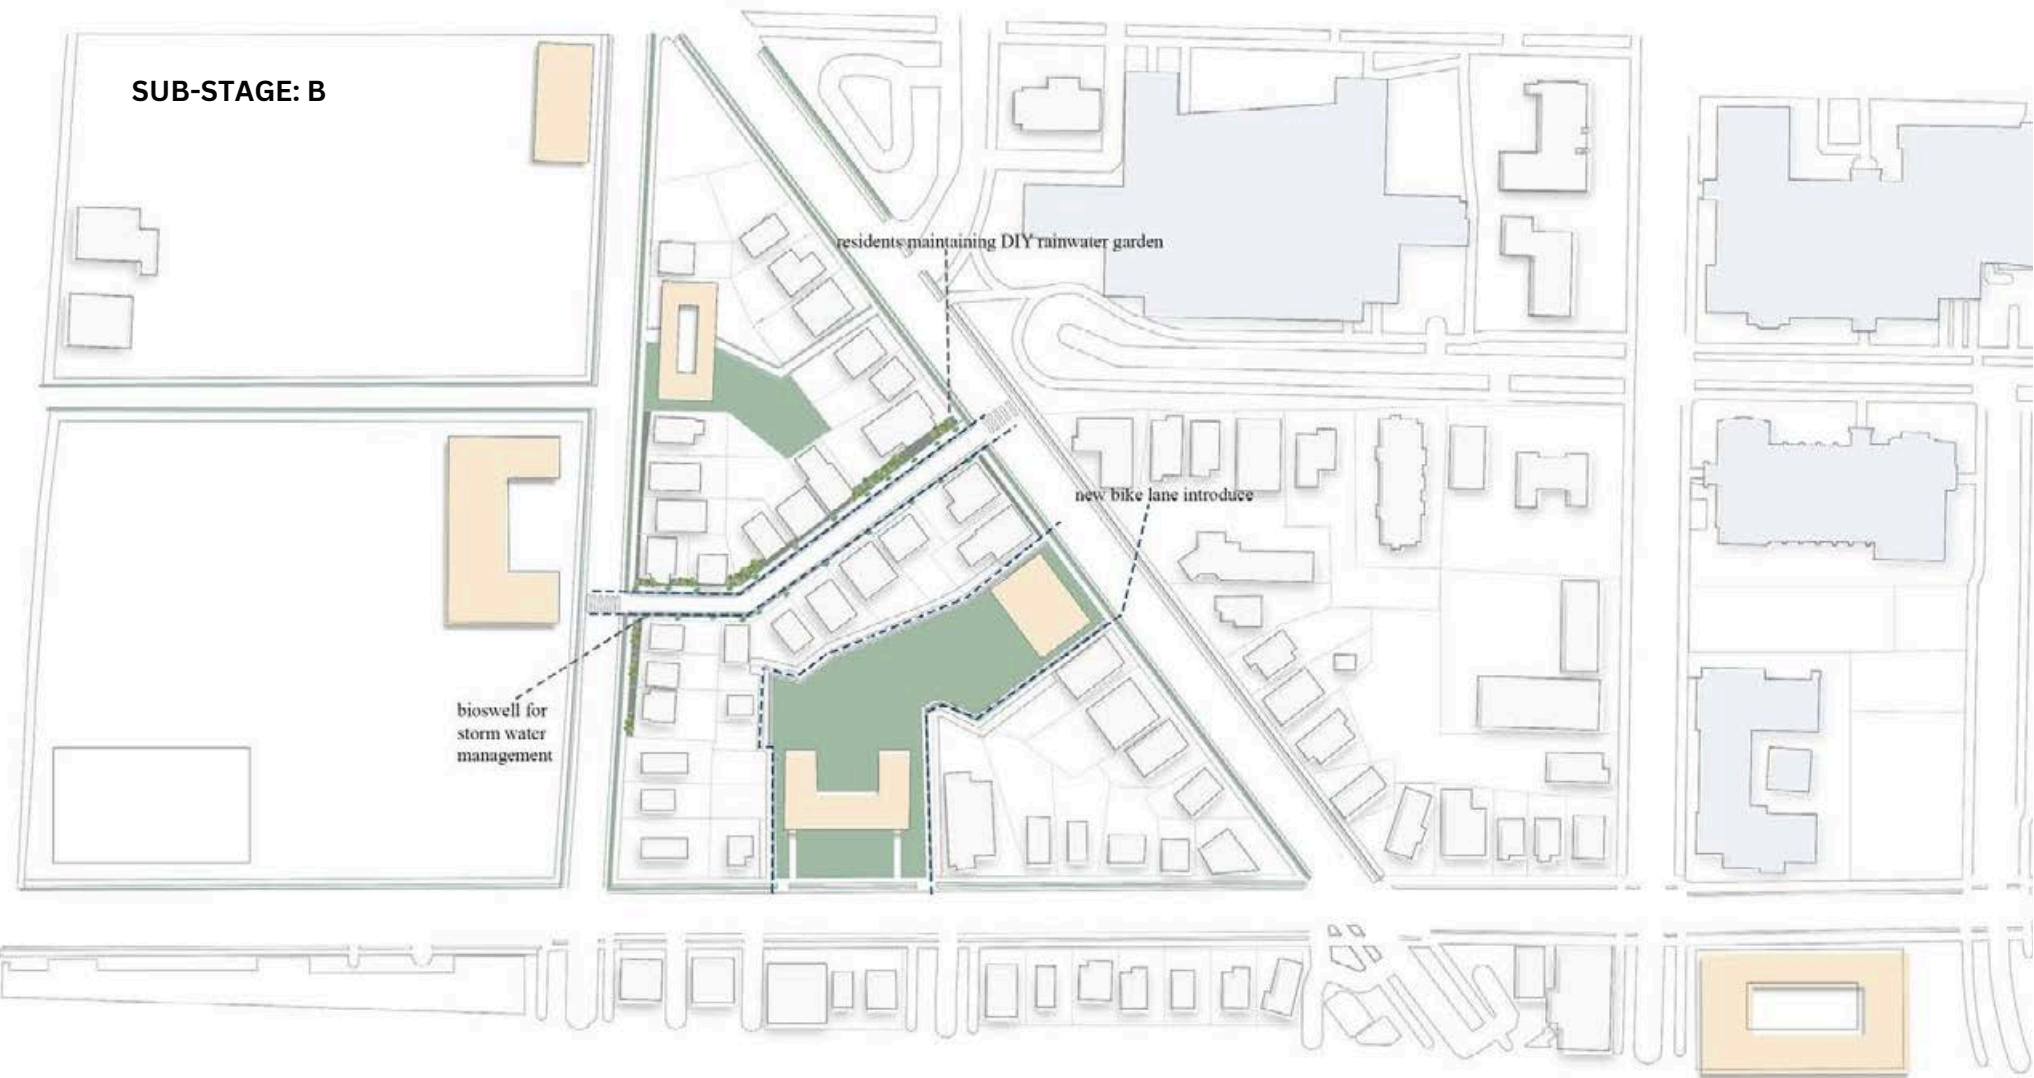 SUB-STAGE: B
residents maintaining DIY rainwater garden
new bike lane introduce
bioswell for
storm water
management